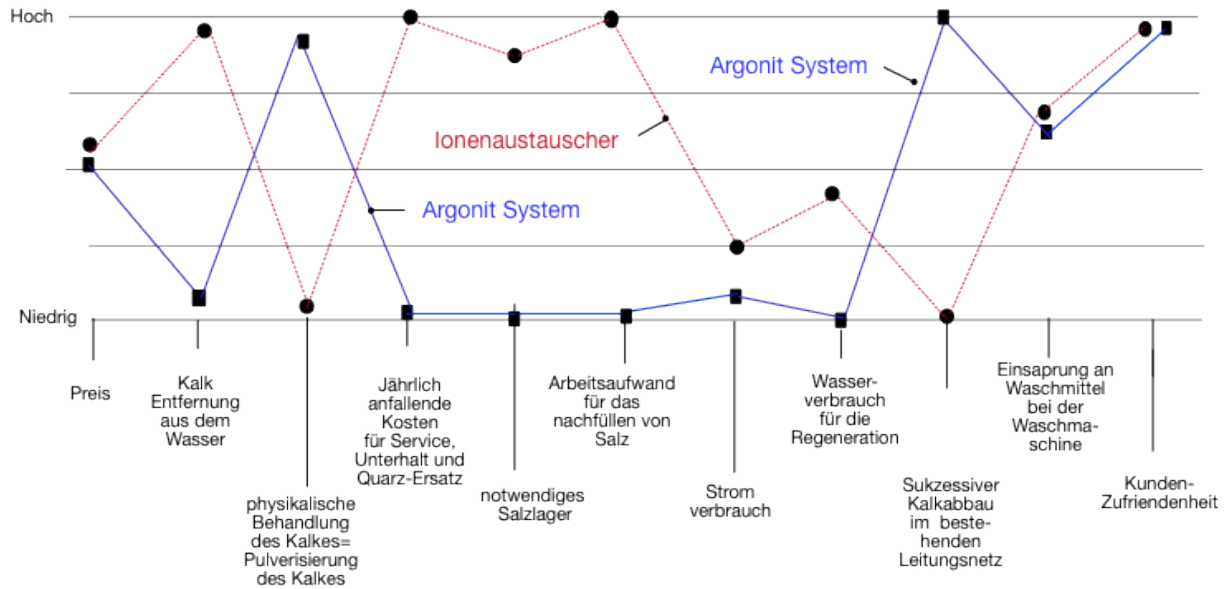 Hoch
Argonit System
Ionenaustauscher
Argonit System
Niedrig
Preis
Kalk
Entfernung
aus dem
Wasser
physikalische
Behandlung
des Kalkes=
Pulverisierung
des Kalkes
Jährlich
anfallende
Kosten
für Service,
Unterhalt und
Quarz-Ersatz
notwendiges
Salzlager
Arbeitsaufwand
für das
nachfüllen von
Salz
Strom
verbrauch
Wasser-
verbrauch
für die
Regeneration
Sukzessiver
Kalkabbau
im beste-
henden
Leitungsnetz
Einsaprung an
Waschmittel
bei der
Waschma-
schine
Kunden-
Zufriendenheit